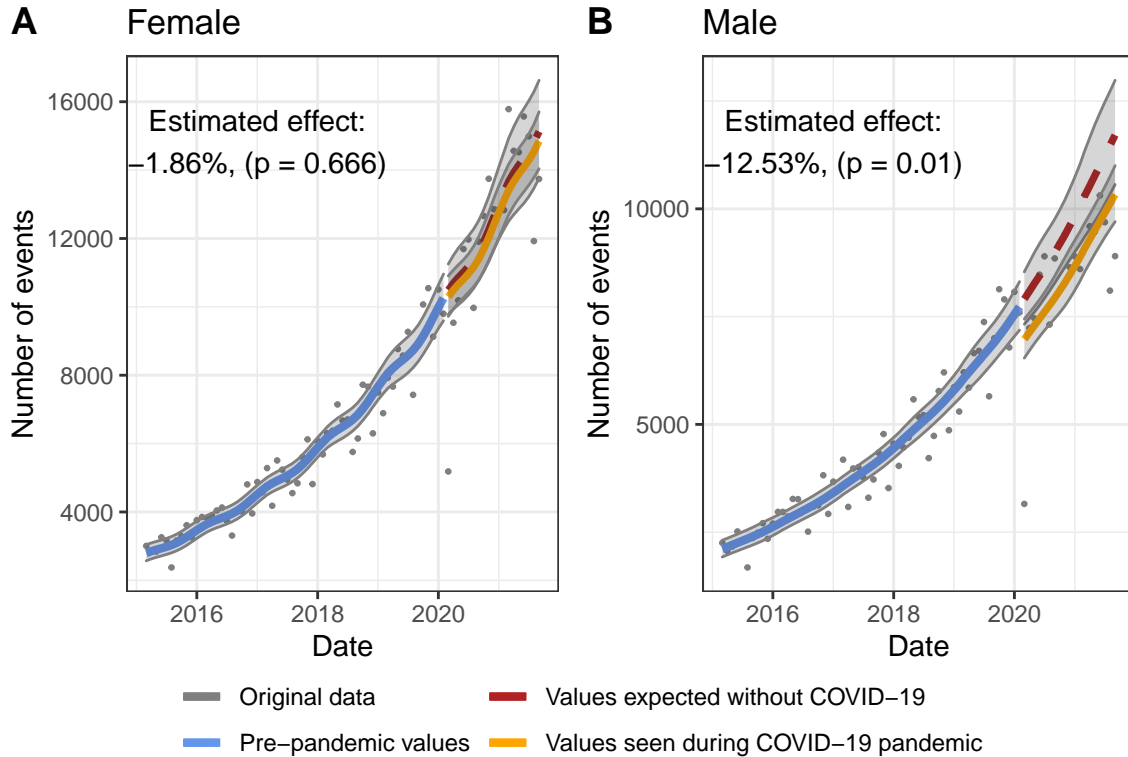 A Female
Number of events
16000
12000
8000
4000
Estimated effect:
−1.86%, (p = 0.666)
2016 2018 2020
Date
B Male
Number of events
10000
5000
Estimated effect:
−12.53%, (p = 0.01)
2016 2018 2020
Date
Original data
Pre−pandemic values
Values expected without COVID−19
Values seen during COVID−19 pandemic